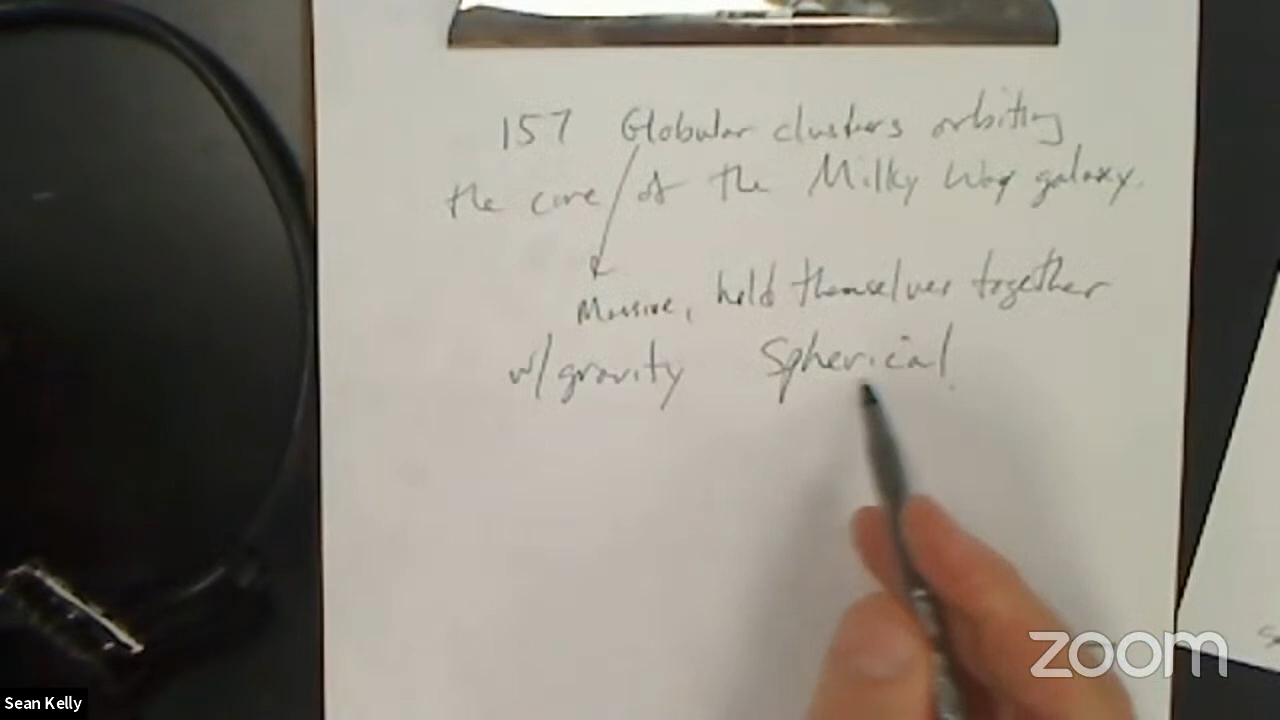 157 Globular clusters orbiting
the core of the Milky Way galaxy.
Massive, hold themselves together
w/gravity Spherical
zoom
Sean Kelly